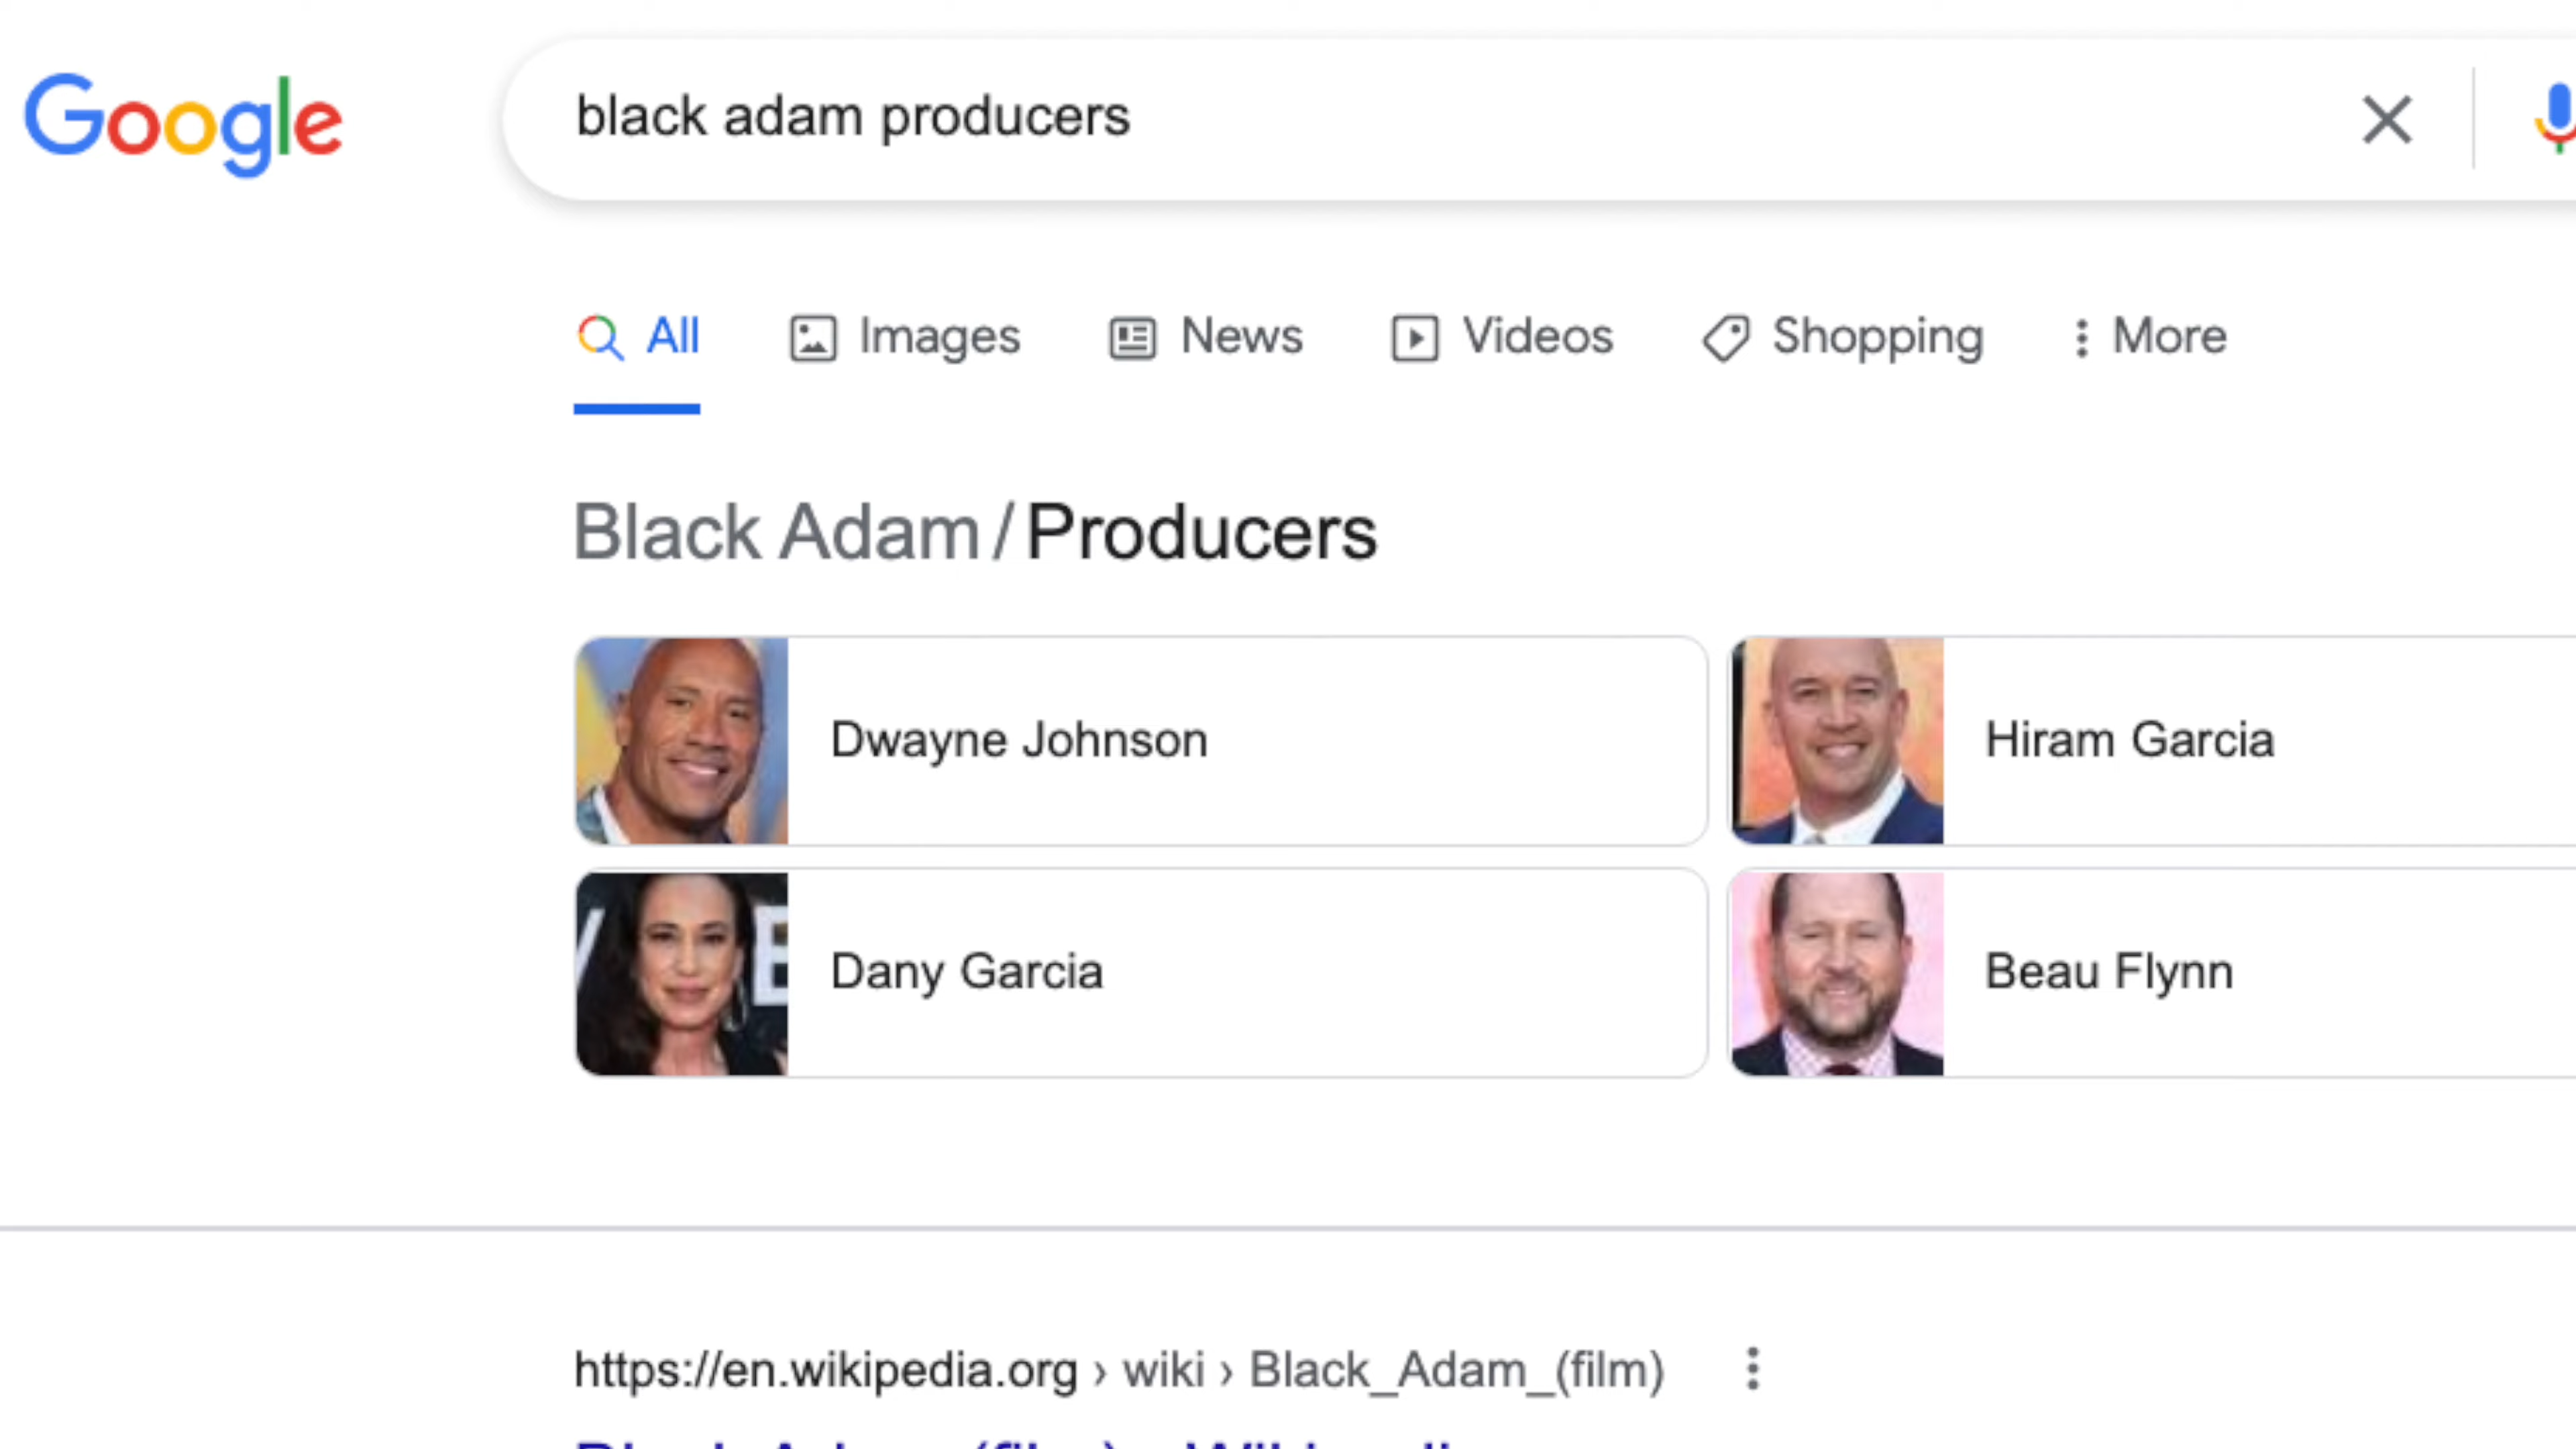 Google
black adam producers
All Images News Videos Shopping More
Black Adam / Producers
Dwayne Johnson
Hiram Garcia
Dany Garcia
Beau Flynn
https://en.wikipedia.org › wiki › Black_Adam_(film)